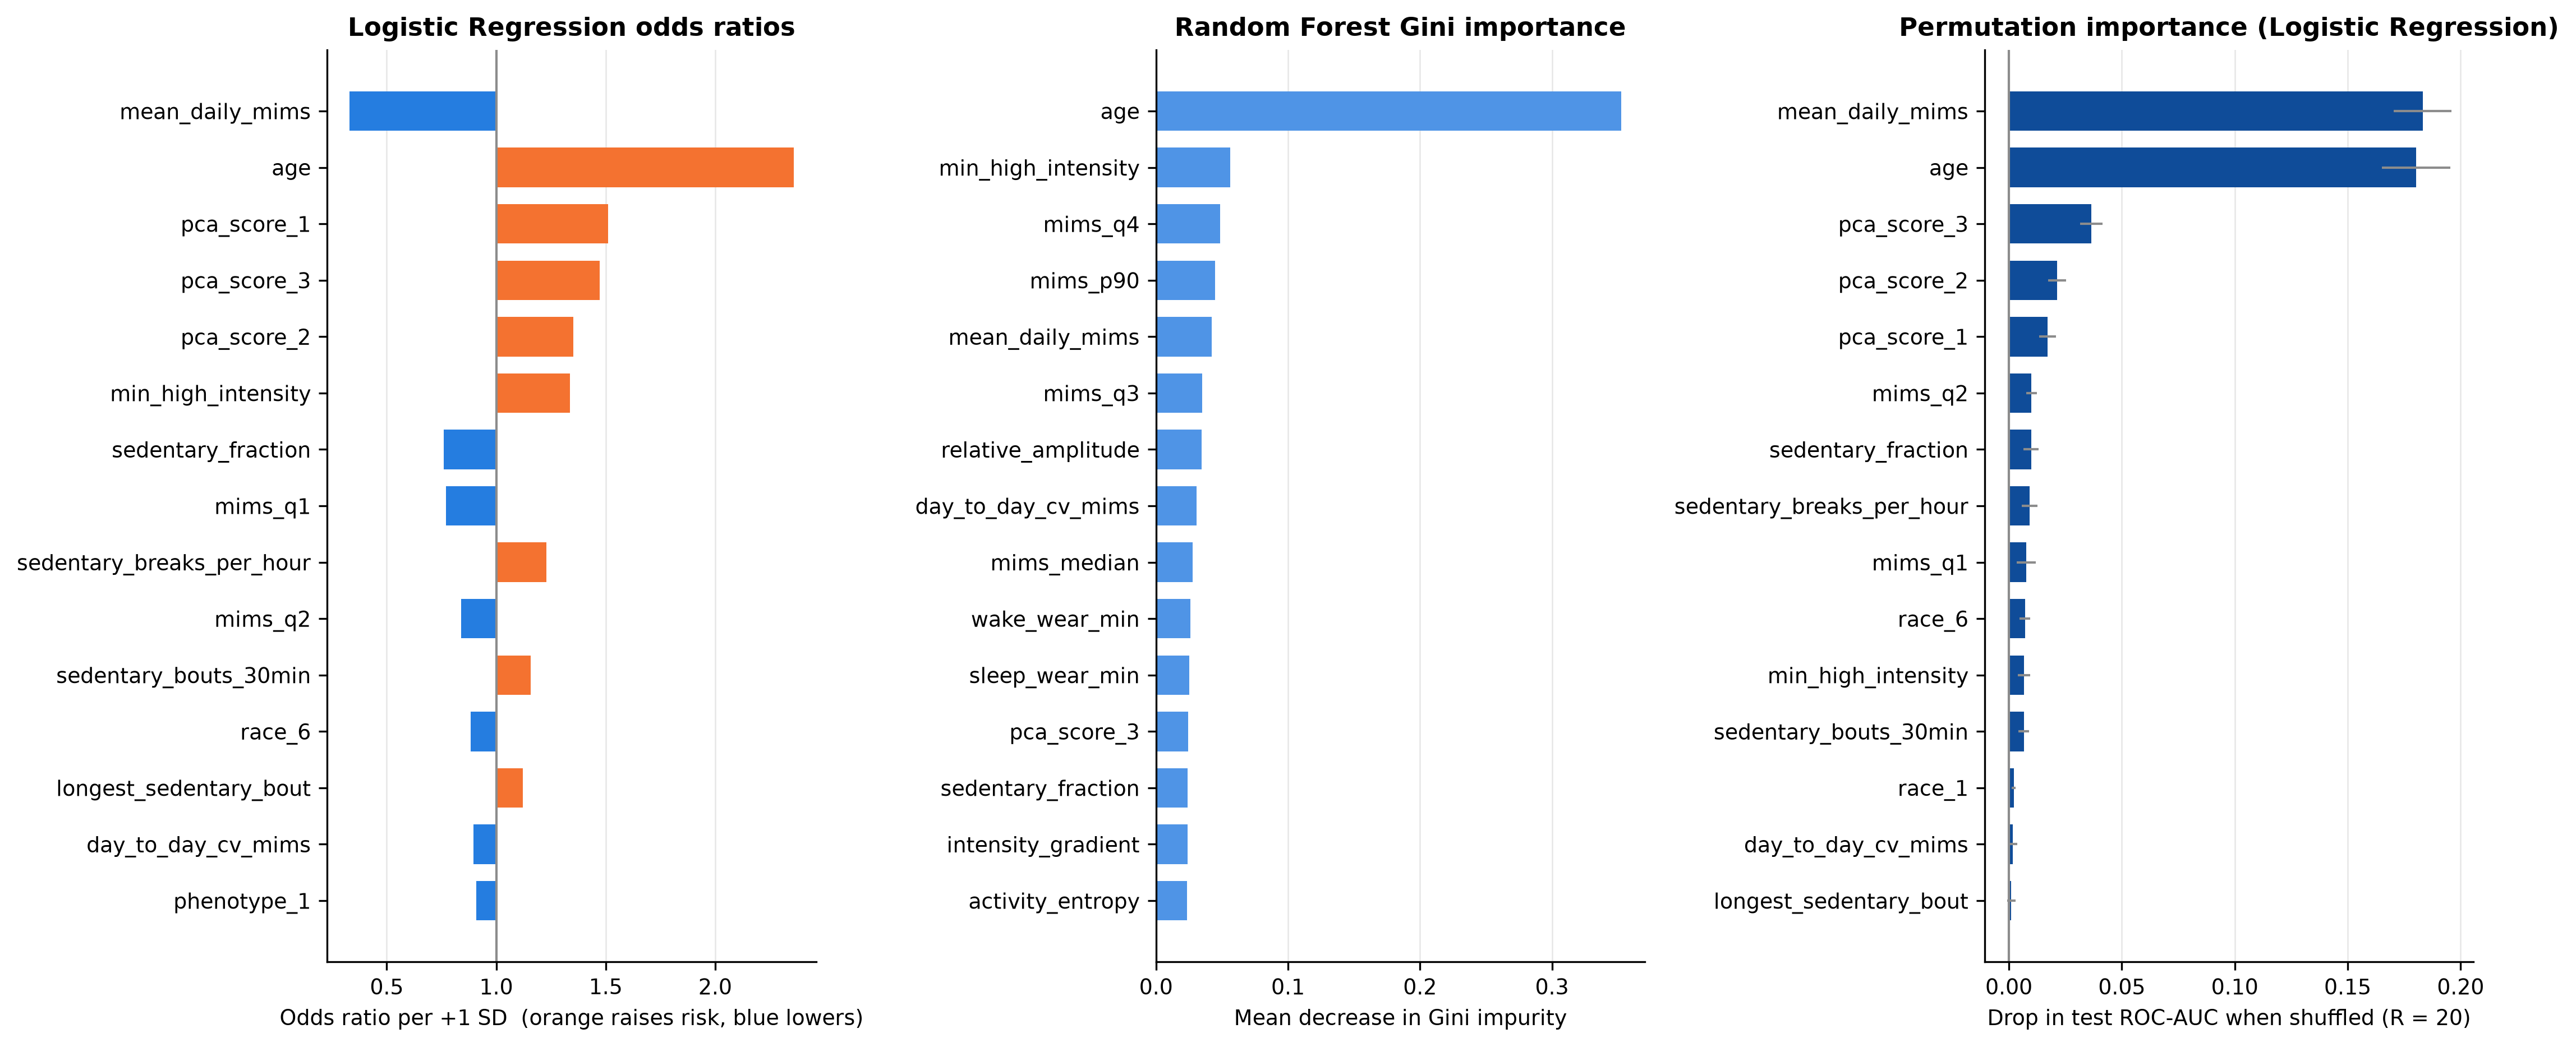 Logistic Regression odds ratios
mean_daily_mims
age
pca_score_1
pca_score_3
pca_score_2
min_high_intensity
sedentary_fraction
mims_q1
sedentary_breaks_per_hour
mims_q2
sedentary_bouts_30min
race_6
longest_sedentary_bout
day_to_day_cv_mims
phenotype_1
0.5 1.0 1.5 2.0
Odds ratio per +1 SD (orange raises risk, blue lowers)
Random Forest Gini importance
age
min_high_intensity
mims_q4
mims_p90
mean_daily_mims
mims_q3
relative_amplitude
day_to_day_cv_mims
mims_median
wake_wear_min
sleep_wear_min
pca_score_3
sedentary_fraction
intensity_gradient
activity_entropy
0.0 0.1 0.2 0.3
Mean decrease in Gini impurity
Permutation importance (Logistic Regression)
mean_daily_mims
age
pca_score_3
pca_score_2
pca_score_1
mims_q2
sedentary_fraction
sedentary_breaks_per_hour
mims_q1
race_6
min_high_intensity
sedentary_bouts_30min
race_1
day_to_day_cv_mims
longest_sedentary_bout
0.00 0.05 0.10 0.15 0.20
Drop in test ROC-AUC when shuffled (R = 20)